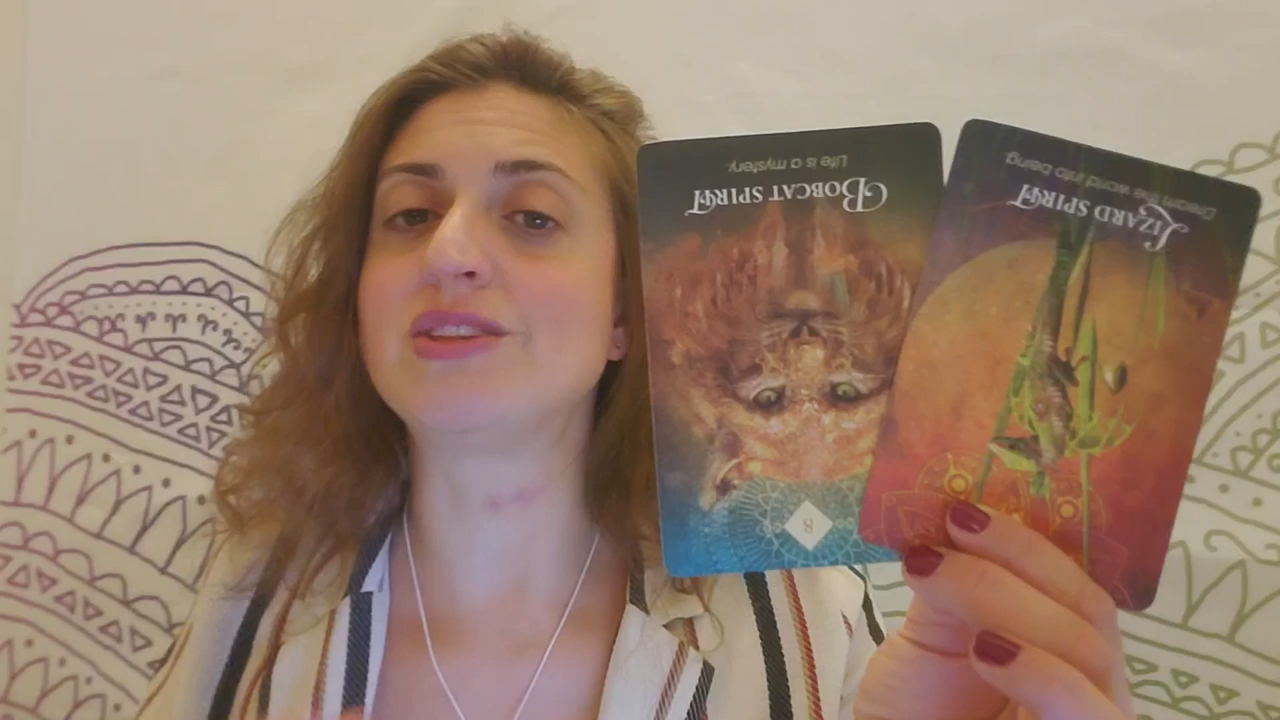 Life is a mystery.
BOBCAT SPIRIT
8
Dream the world into being.
LIZARD SPIRIT